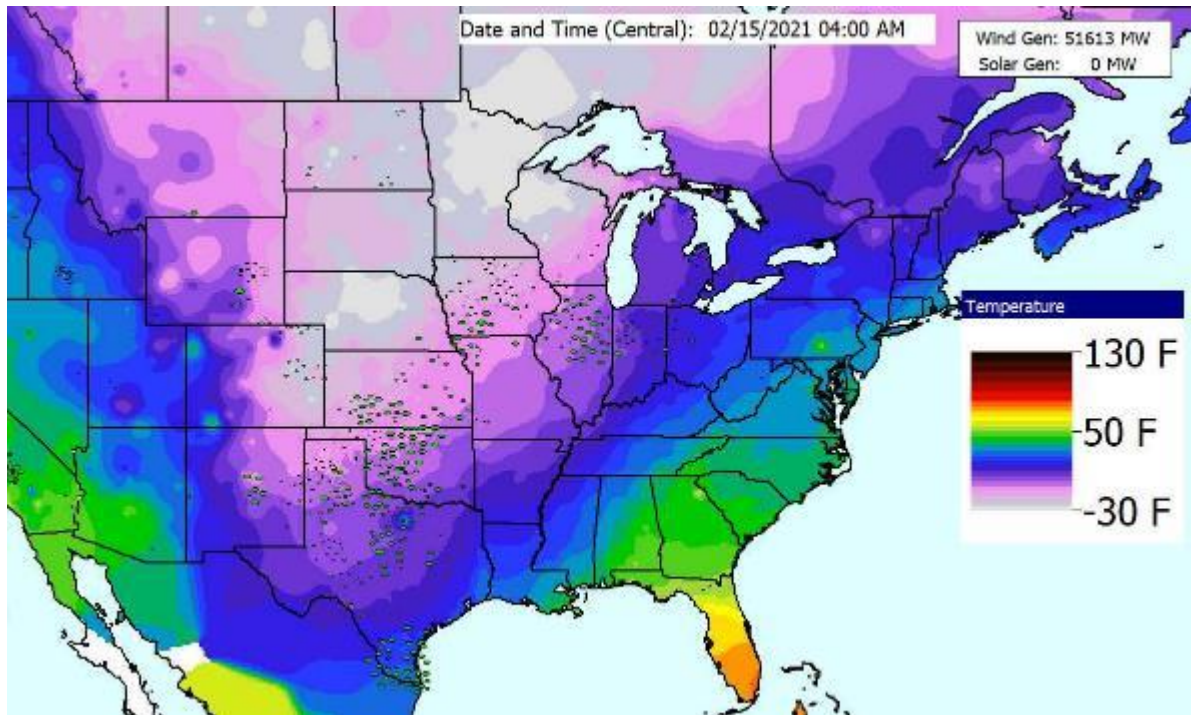 Date and Time (Central): 02/15/2021 04:00 AM
Wind Gen: 51613 MW
Solar Gen: 0 MW
Temperature
130 F
50 F
-30 F